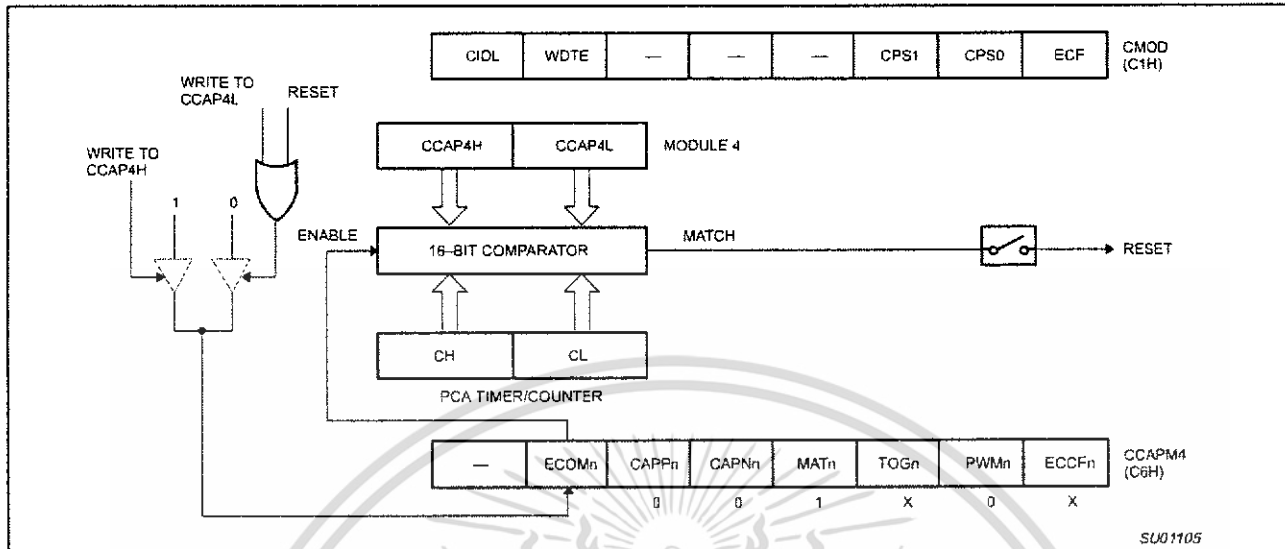 CIDL WDTE — — — CPS1 CPS0 ECF CMOD
(C1H)
WRITE TO
CCAP4L RESET
CCAP4H CCAP4L MODULE 4
WRITE TO
CCAP4H
1 0
ENABLE 16–BIT COMPARATOR MATCH RESET
CH CL
PCA TIMER/COUNTER
— ECOMn CAPPn CAPNn MATn TOGn PWMn ECCFn CCAPM4
(C6H)
0 0 1 X 0 X
SU01105